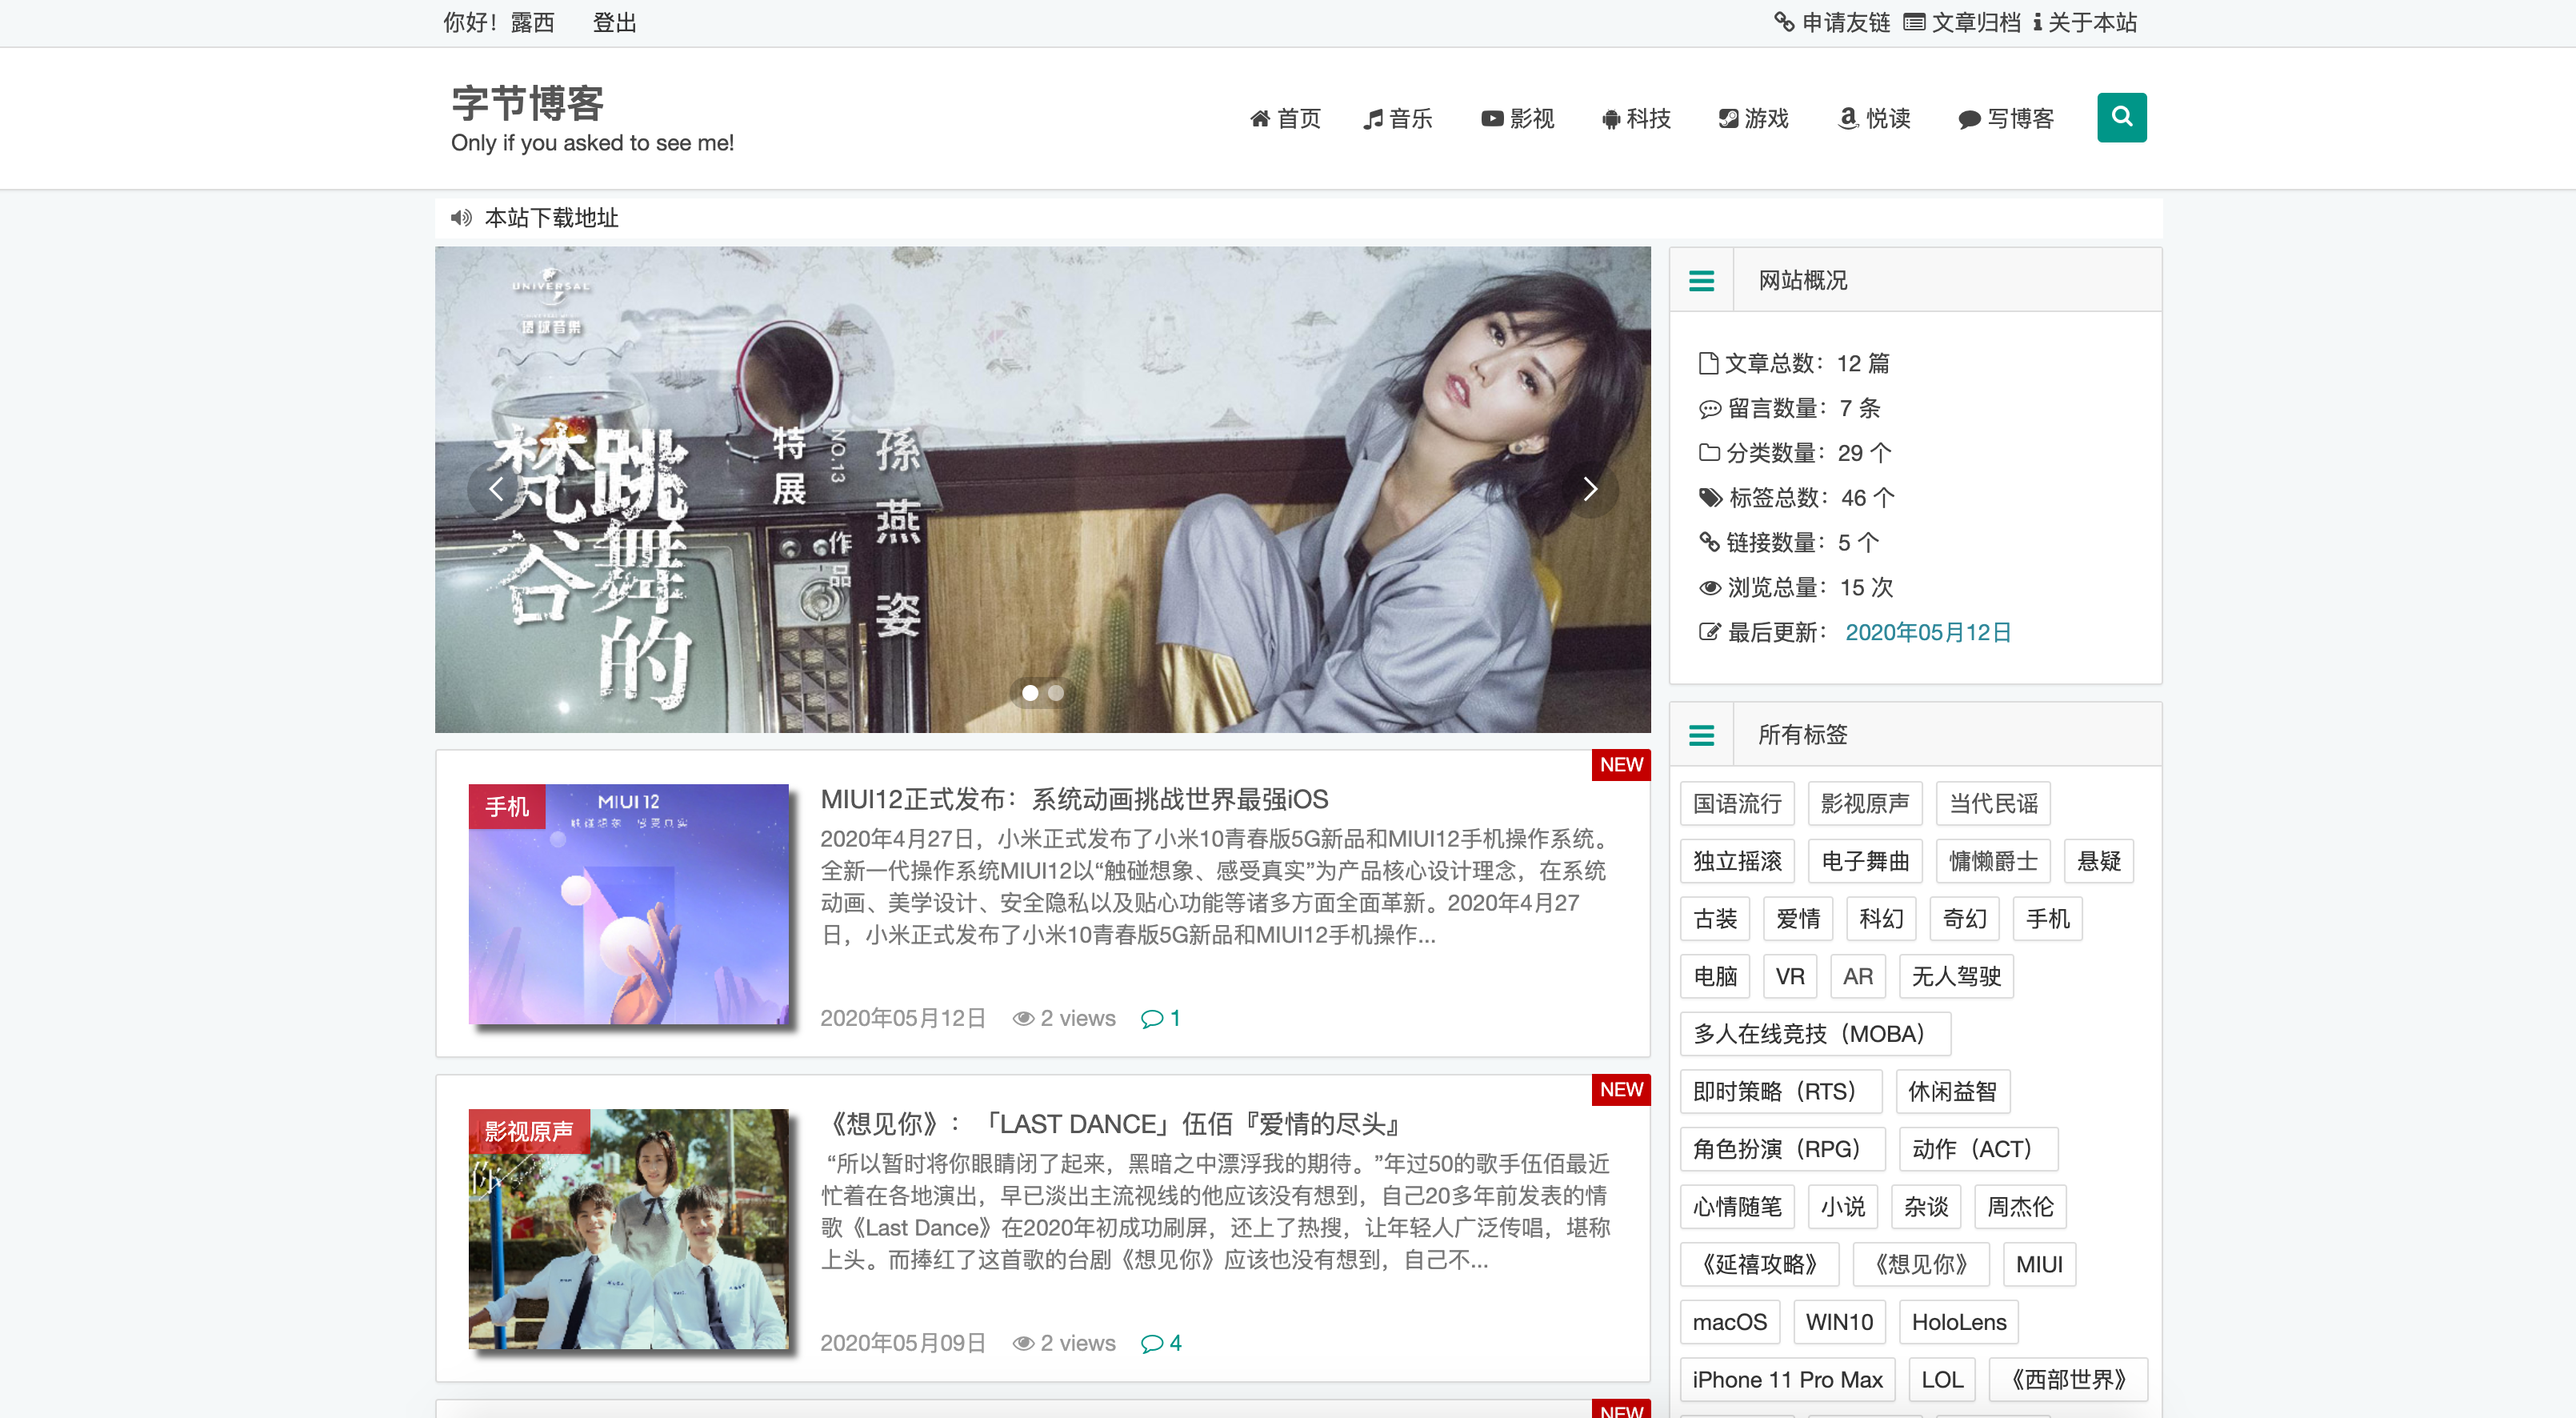 你好！露西 登出
申请友链 文章归档 关于本站
字节博客
Only if you asked to see me!
首页 音乐 影视 科技 游戏 悦读 写博客
本站下载地址
UNIVERSAL
環球音樂
跳舞的
梵谷
特展
NO.13
作品
孫燕姿
NEW
手机
MIUI 12
MIUI12正式发布：系统动画挑战世界最强iOS
2020年4月27日，小米正式发布了小米10青春版5G新品和MIUI12手机操作系统。
全新一代操作系统MIUI12以“触碰想象、感受真实”为产品核心设计理念，在系统
动画、美学设计、安全隐私以及贴心功能等诸多方面全面革新。2020年4月27
日，小米正式发布了小米10青春版5G新品和MIUI12手机操作...
2020年05月12日 2 views 1
NEW
影视原声
你
《想见你》：「LAST DANCE」伍佰『爱情的尽头』
“所以暂时将你眼睛闭了起来，黑暗之中漂浮我的期待。”年过50的歌手伍佰最近
忙着在各地演出，早已淡出主流视线的他应该没有想到，自己20多年前发表的情
歌《Last Dance》在2020年初成功刷屏，还上了热搜，让年轻人广泛传唱，堪称
上头。而捧红了这首歌的台剧《想见你》应该也没有想到，自己不...
2020年05月09日 2 views 4
NEW
网站概况
文章总数：12 篇
留言数量：7 条
分类数量：29 个
标签总数：46 个
链接数量：5 个
浏览总量：15 次
最后更新： 2020年05月12日
所有标签
国语流行 影视原声 当代民谣
独立摇滚 电子舞曲 慵懒爵士 悬疑
古装 爱情 科幻 奇幻 手机
电脑 VR AR 无人驾驶
多人在线竞技（MOBA）
即时策略（RTS） 休闲益智
角色扮演（RPG） 动作（ACT）
心情随笔 小说 杂谈 周杰伦
《延禧攻略》 《想见你》 MIUI
macOS WIN10 HoloLens
iPhone 11 Pro Max LOL 《西部世界》